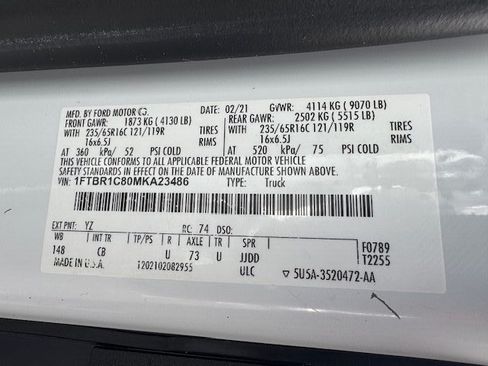 MFD. BY FORD MOTOR CO. 02/21 GVWR: 4114 KG ( 9070 LB)
FRONT GAWR: 1873 KG ( 4130 LB) REAR GAWR: 2502 KG ( 5515 LB)
WITH 235/65R16C 121/119R TIRES WITH 235/65R16C 121/119R TIRES
16x6.5J RIMS 16x6.5J RIMS
AT 360 kPa/ 52 PSI COLD AT 520 kPa/ 75 PSI COLD
THIS VEHICLE CONFORMS TO ALL APPLICABLE FEDERAL MOTOR VEHICLE
SAFETY STANDARDS IN EFFECT ON THE DATE OF MANUFACTURE SHOWN ABOVE.
VIN: 1FTBR1C80MKA23486 TYPE: Truck
EXT PNT: YZ RC: 74 DSO: F0789
WB INT TR TP/PS R AXLE TR SPR T2255
148 CB U 73 U JJDD
MADE IN U.S.A. 1202102082955 ULC 5U5A-3520472-AA